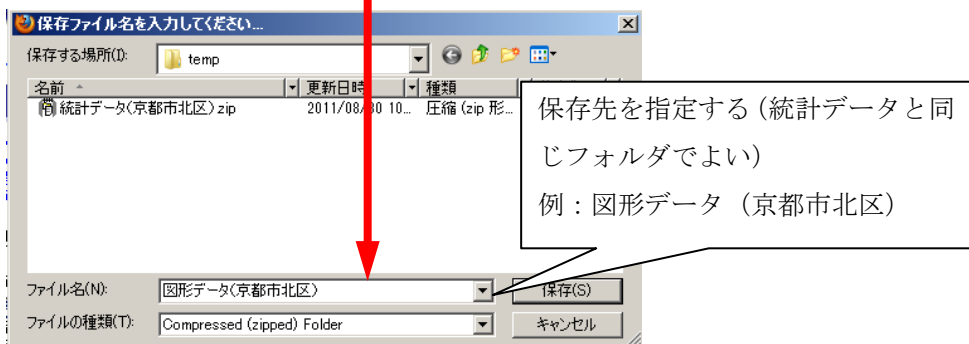 保存ファイル名を入力してください...
保存する場所(I):
temp
名前
更新日時
種類
統計データ(京都市北区).zip
2011/08/30 10...
圧縮 (zip 形...
保存先を指定する（統計データと同
じフォルダでよい）
例：図形データ（京都市北区）
ファイル名(N):
図形データ(京都市北区)
保存(S)
ファイルの種類(T):
Compressed (zipped) Folder
キャンセル